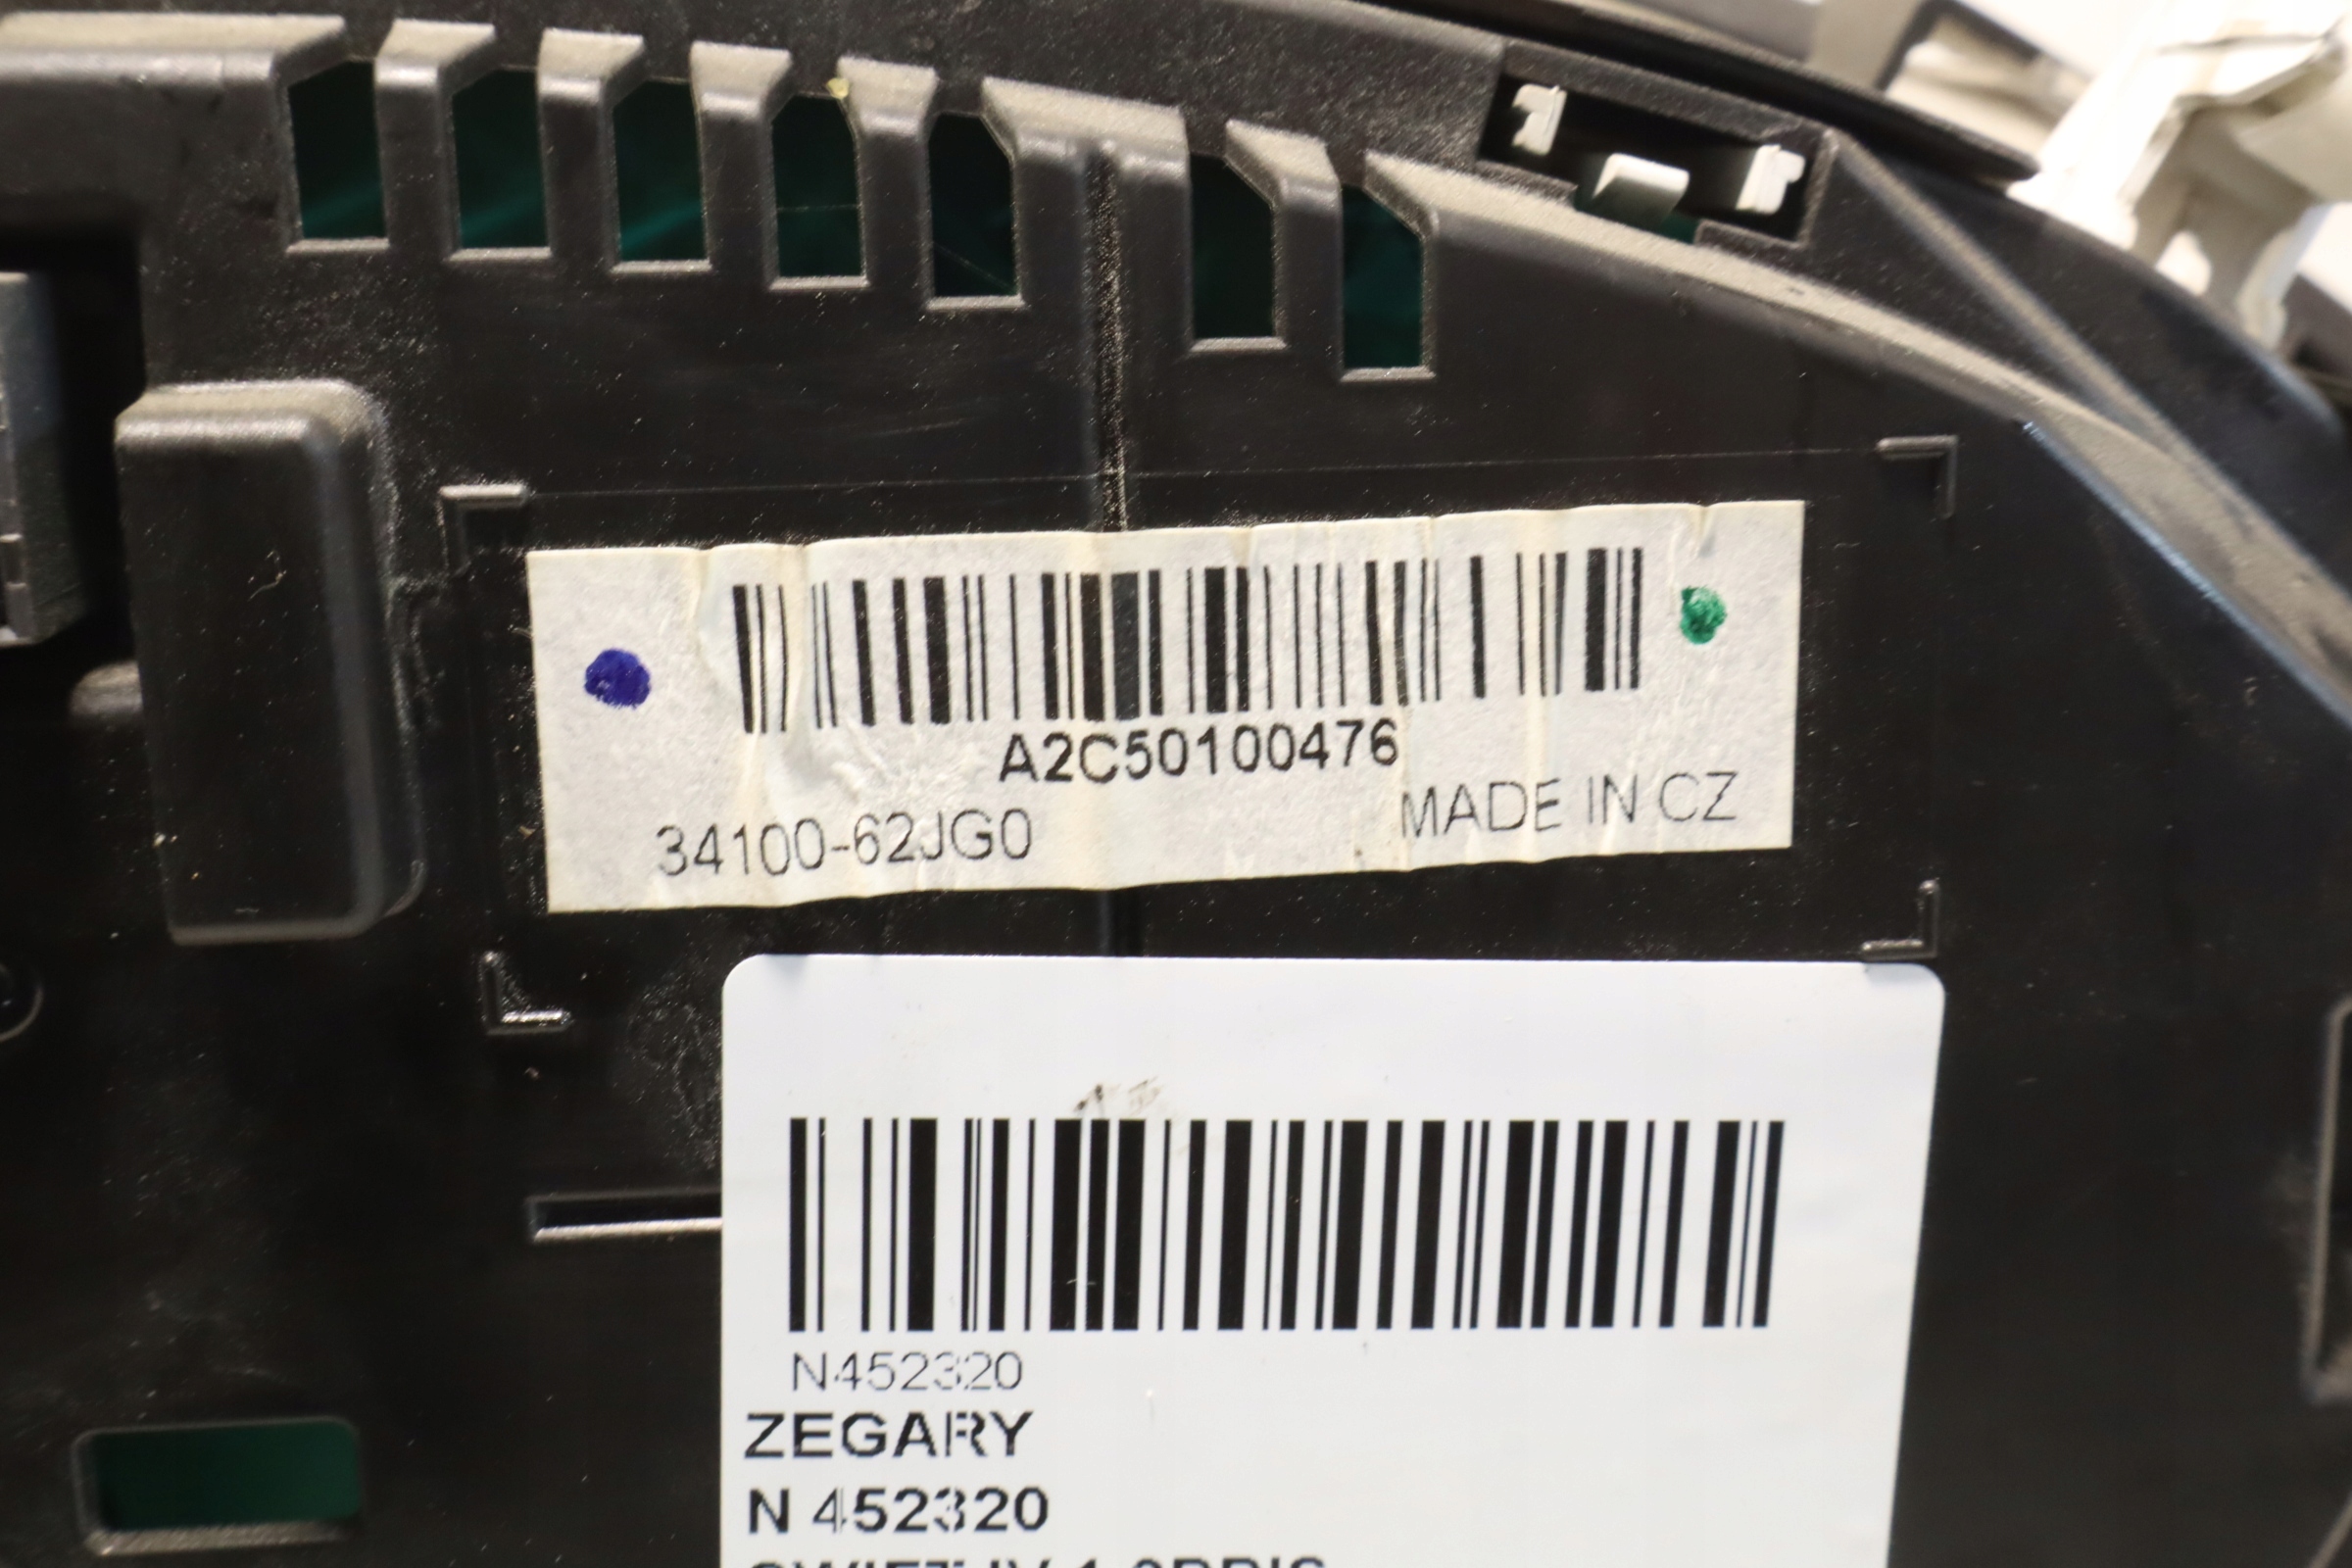 A2C50100476
34100-62JG0 MADE IN CZ
N452320
ZEGARY
N 452320